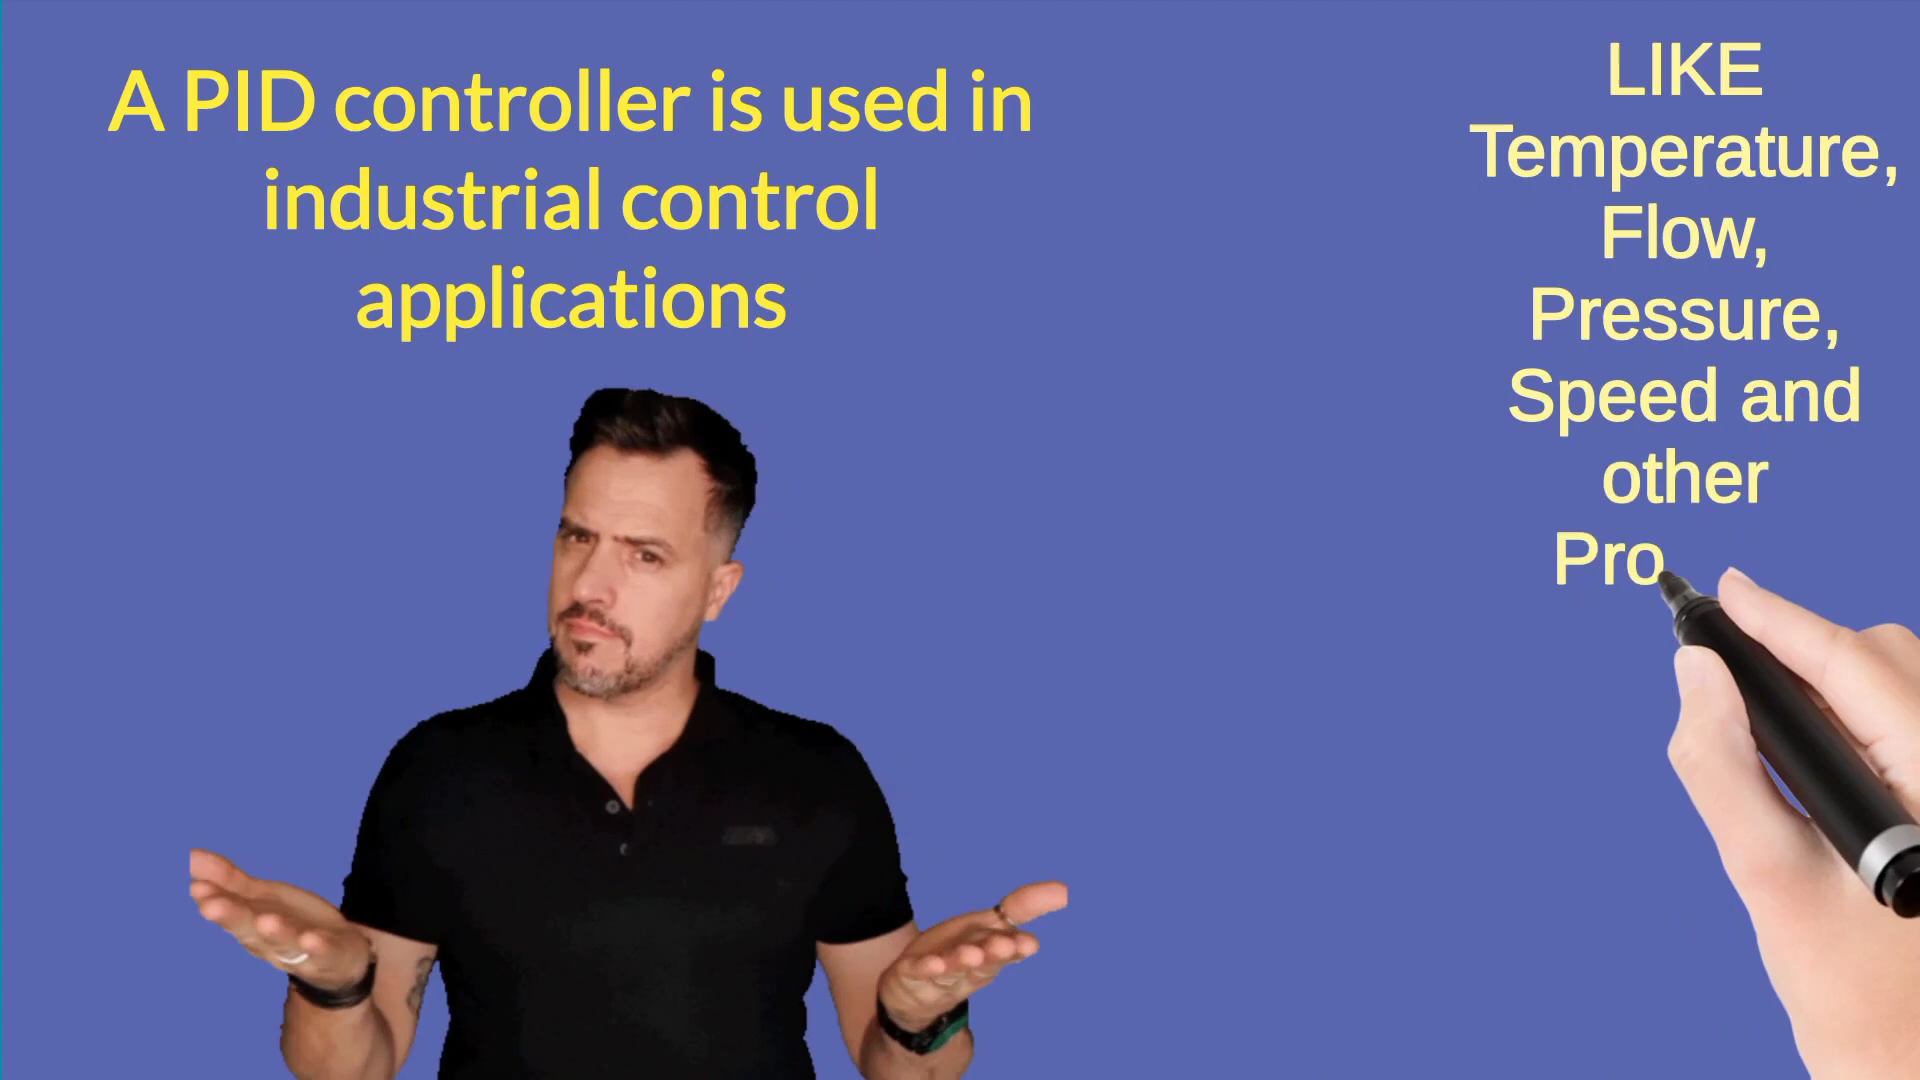 A PID controller is used in
industrial control
applications
LIKE
Temperature,
Flow,
Pressure,
Speed and
other
Pro